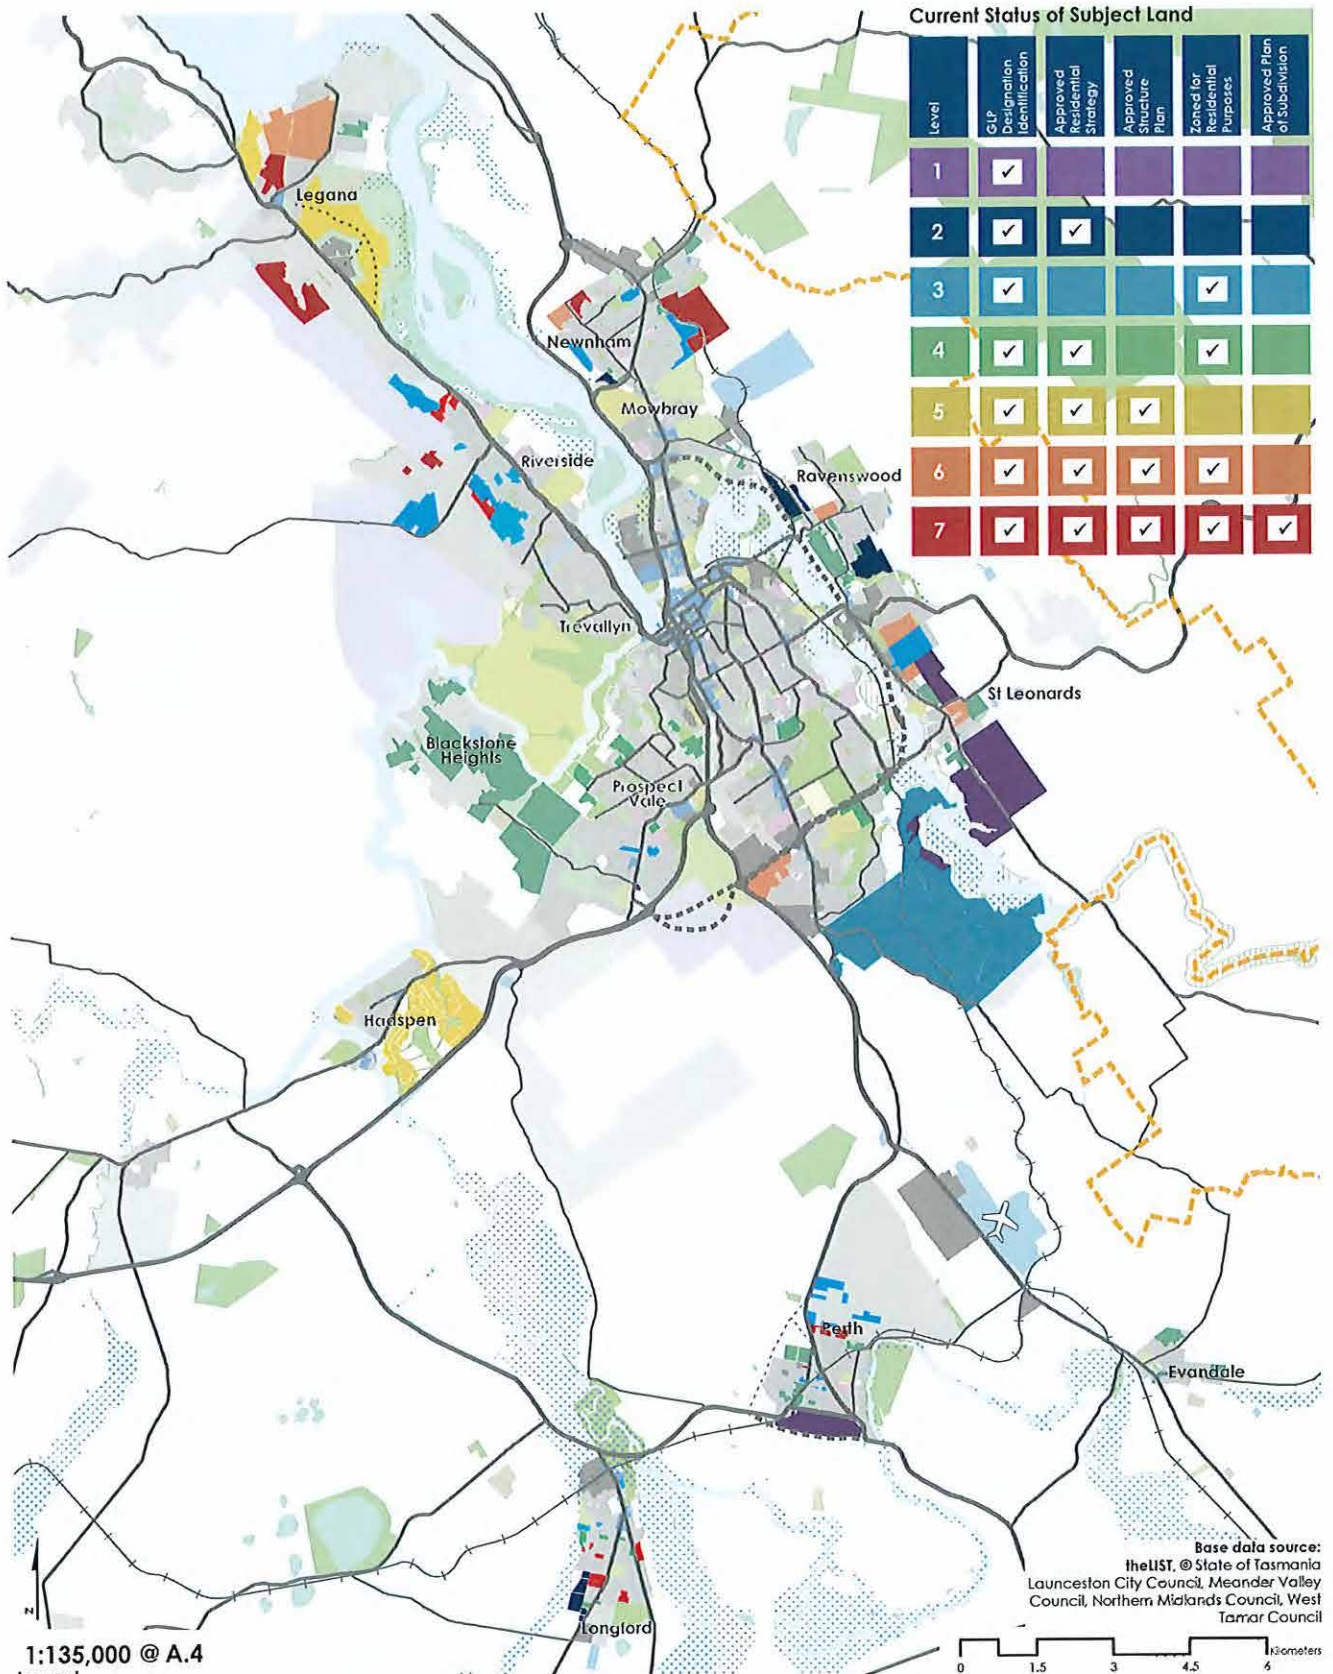 Current Status of Subject Land
Level
GLP
Designation
Identification
Approved
Residential
Strategy
Approved
Structure
Plan
Zoned for
Residential
Purposes
Approved Plan
of Subdivision
1 ✓
2 ✓ ✓
3 ✓ ✓
4 ✓ ✓ ✓
5 ✓ ✓ ✓
6 ✓ ✓ ✓ ✓
7 ✓ ✓ ✓ ✓ ✓
Legana
Newnham
Mowbray
Riverside
Ravenswood
Trevallyn
St Leonards
Blackstone
Heights
Prospect
Vale
Hadspen
Perth
Evandale
Longford
Base data source:
theLIST, © State of Tasmania
Launceston City Council, Meander Valley
Council, Northern Midlands Council, West
Tamar Council
N
1:135,000 @ A.4
Kilometers
0 1.5 3 4.5 6